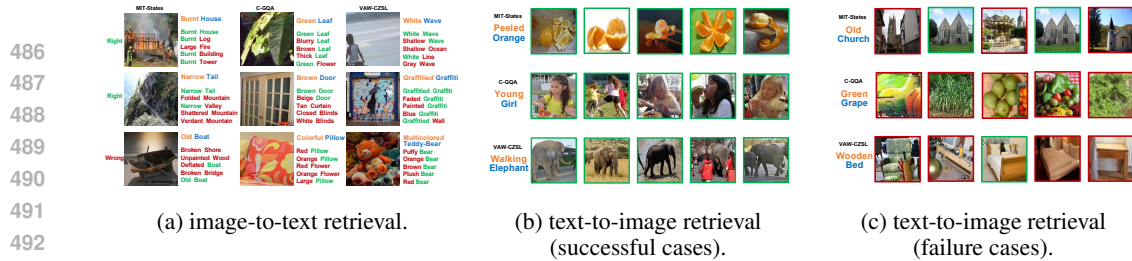 486
487
488
489
490
491
492
MIT-States
C-GQA
VAW-CZSL
Right
Burnt House
Burnt House
Burnt Log
Large Fire
Burnt Building
Burnt Tower
Green Leaf
Green Leaf
Blurry Leaf
Brown Leaf
Thick Leaf
Green Flower
White Wave
White Wave
Shallow Wave
Shallow Ocean
White Line
Gray Wave
Right
Narrow Tail
Narrow Tail
Folded Mountain
Narrow Valley
Shattered Mountain
Verdant Mountain
Brown Door
Brown Door
Beige Door
Tan Curtain
Closed Blinds
White Blinds
Graffitied Graffiti
Graffitied Graffiti
Faded Graffiti
Painted Graffiti
Blue Graffiti
Graffitied Wall
Wrong
Old Boat
Broken Shore
Unpainted Wood
Deflated Boat
Broken Bridge
Old Boat
Colorful Pillow
Red Pillow
Orange Pillow
Red Flower
Orange Flower
Large Pillow
Multicolored
Teddy-Bear
Puffy Bear
Orange Bear
Brown Bear
Plush Bear
Red Bear
(a) image-to-text retrieval.
MIT-States
Peeled
Orange
C-GQA
Young
Girl
VAW-CZSL
Walking
Elephant
(b) text-to-image retrieval
(successful cases).
MIT-States
Old
Church
C-GQA
Green
Grape
VAW-CZSL
Wooden
Bed
(c) text-to-image retrieval
(failure cases).